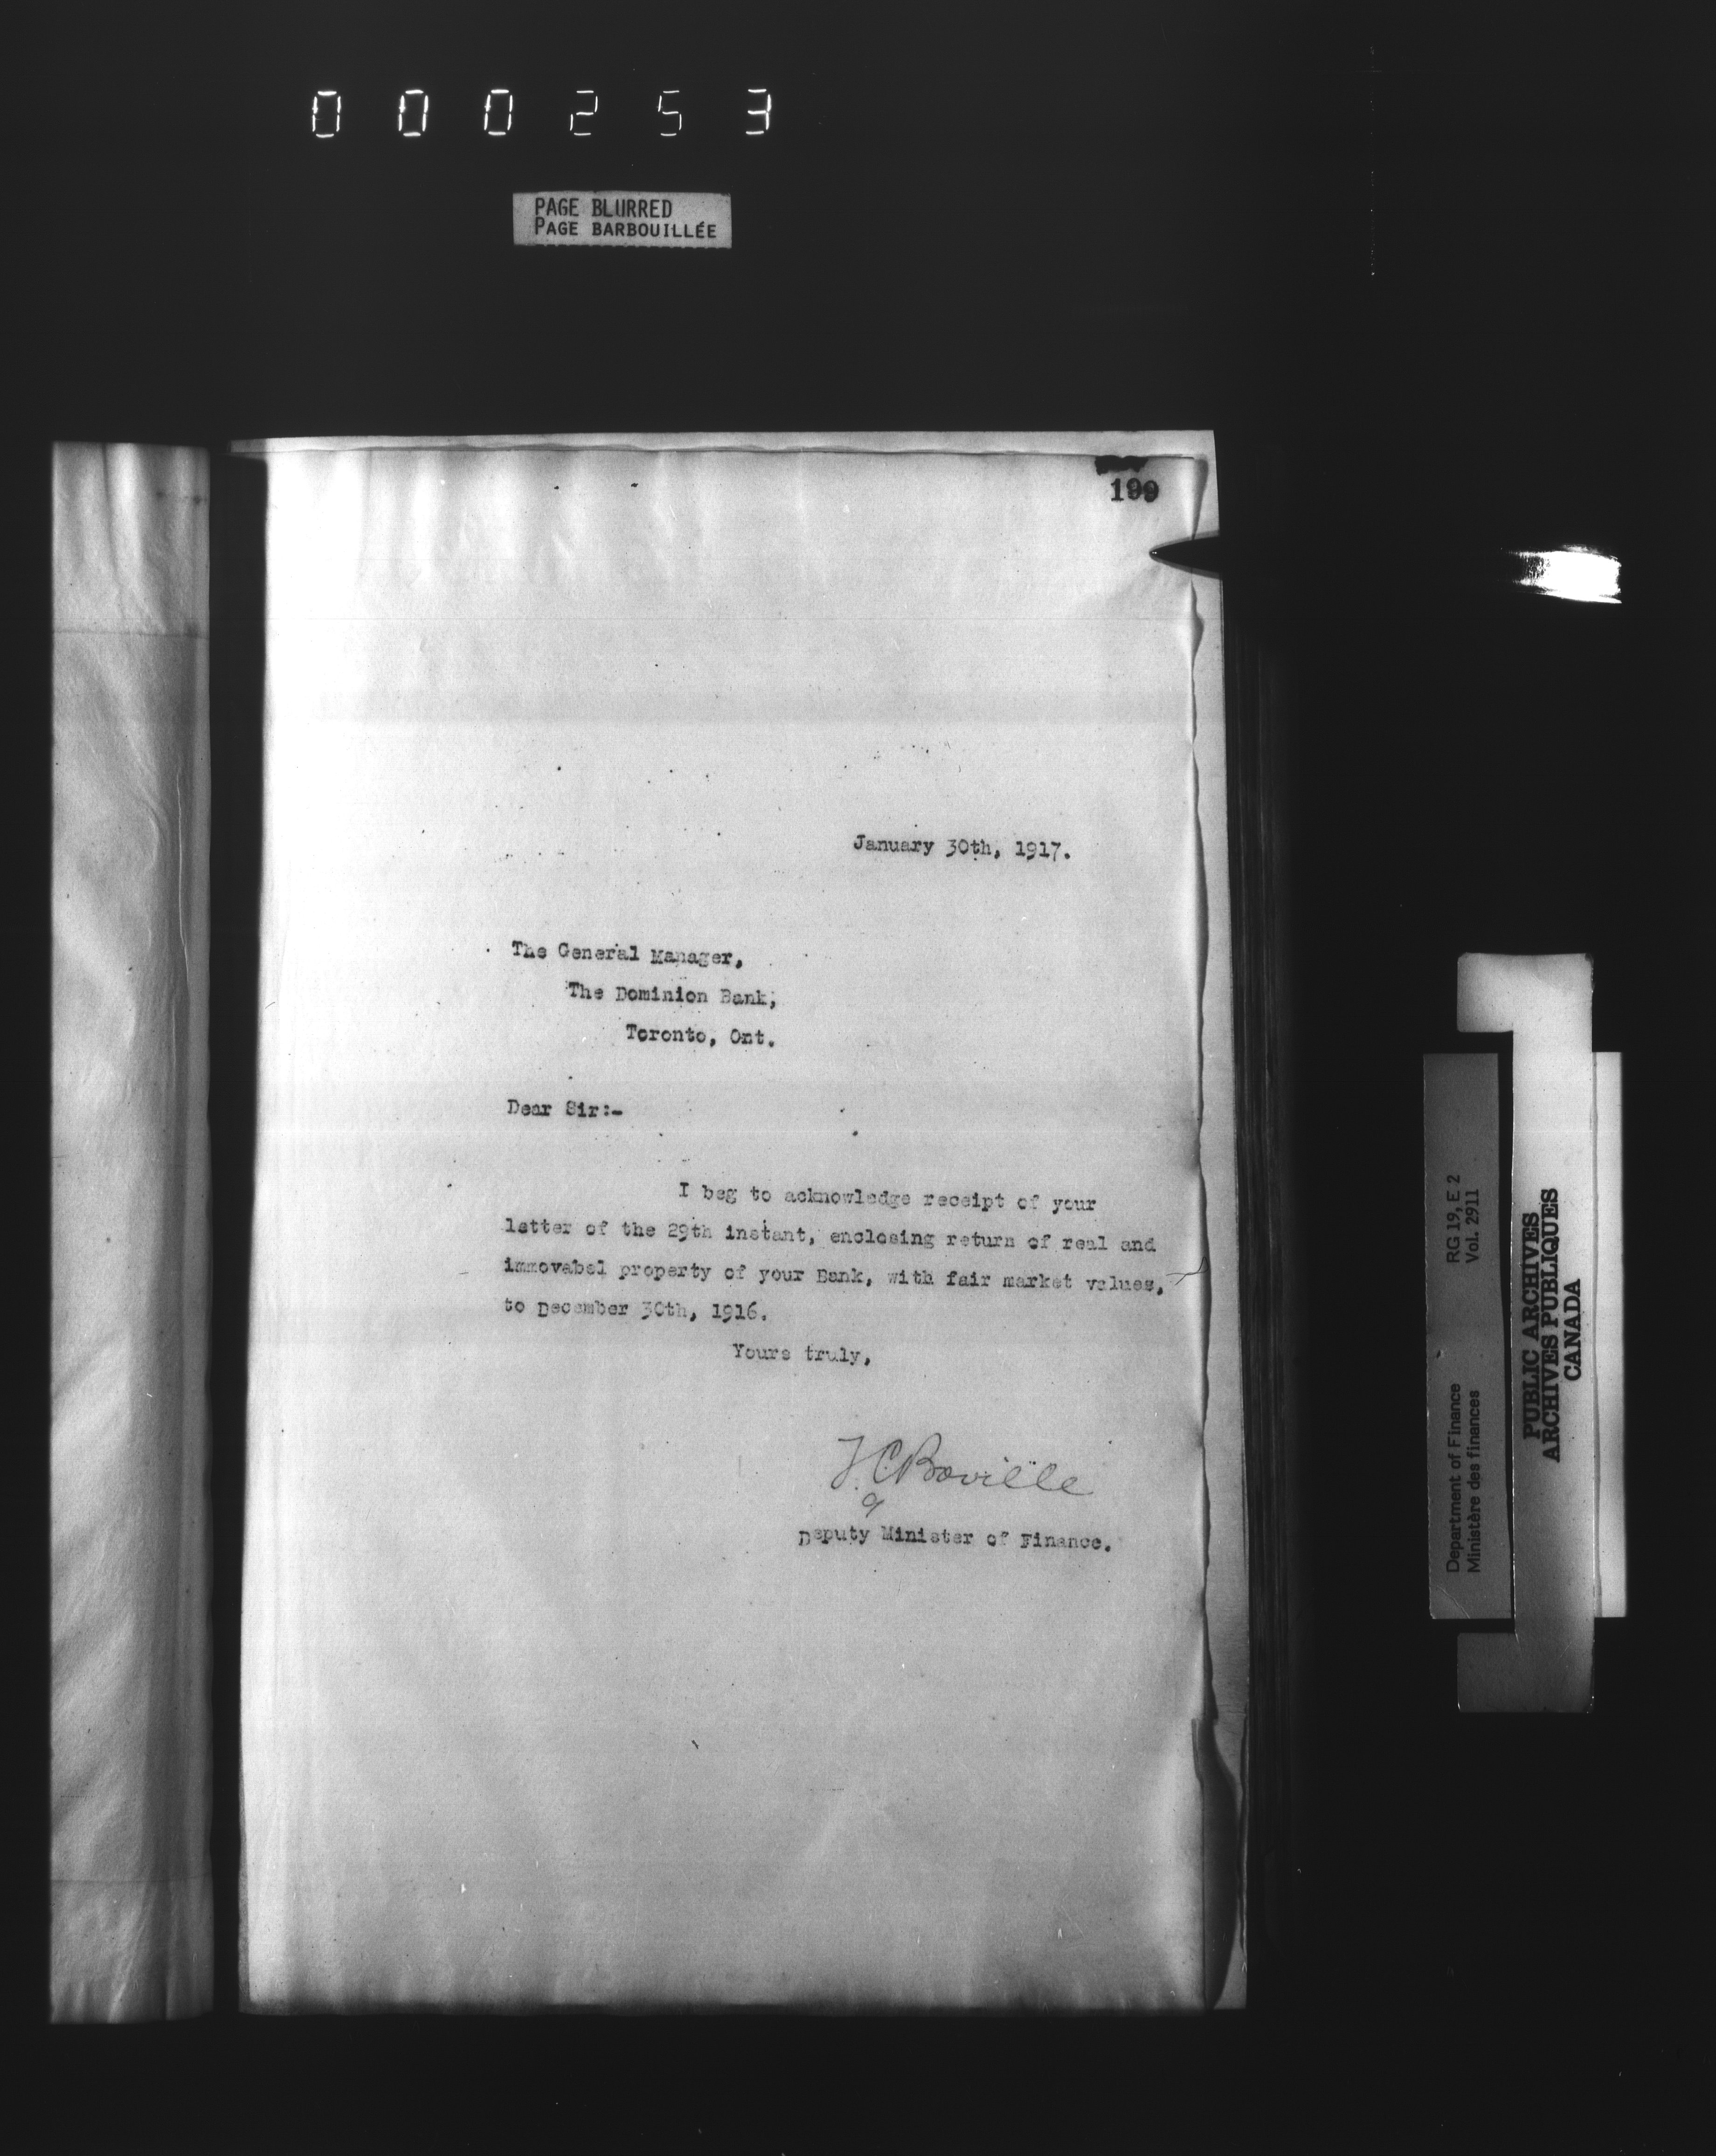 000253
PAGE BLURRED
PAGE BARBOUILLÉE
199
January 30th, 1917.
The General Manager,
The Dominion Bank,
Toronto, Ont.
Dear Sir:-
I beg to acknowledge receipt of your
letter of the 29th instant, enclosing return of real and
immovabel property of your Bank, with fair market values,
to December 30th, 1916.
Yours truly,
T.C.Boville
Deputy Minister of Finance.
Department of Finance RG 19, E 2
Ministère des finances Vol. 2911
PUBLIC ARCHIVES
ARCHIVES PUBLIQUES
CANADA